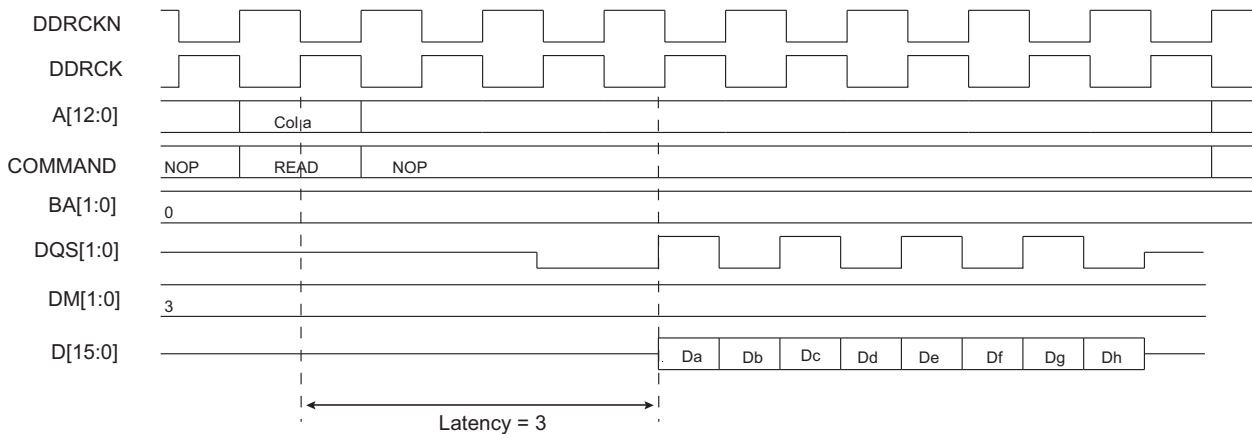 DDRCKN
DDRCK
A[12:0] Col a
COMMAND NOP READ NOP
BA[1:0] 0
DQS[1:0]
DM[1:0] 3
D[15:0] Da Db Dc Dd De Df Dg Dh
Latency = 3